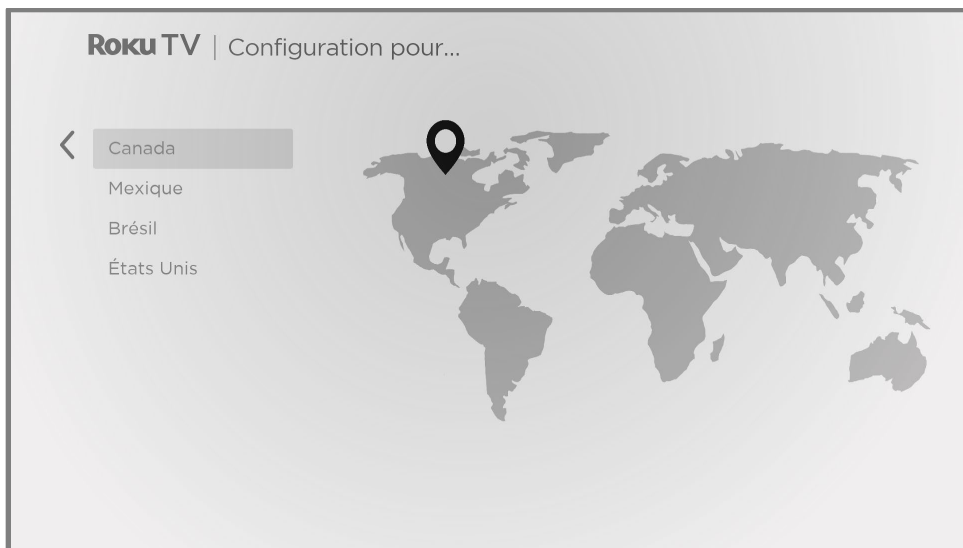 Roku TV | Configuration pour...
Canada
Mexique
Brésil
États Unis